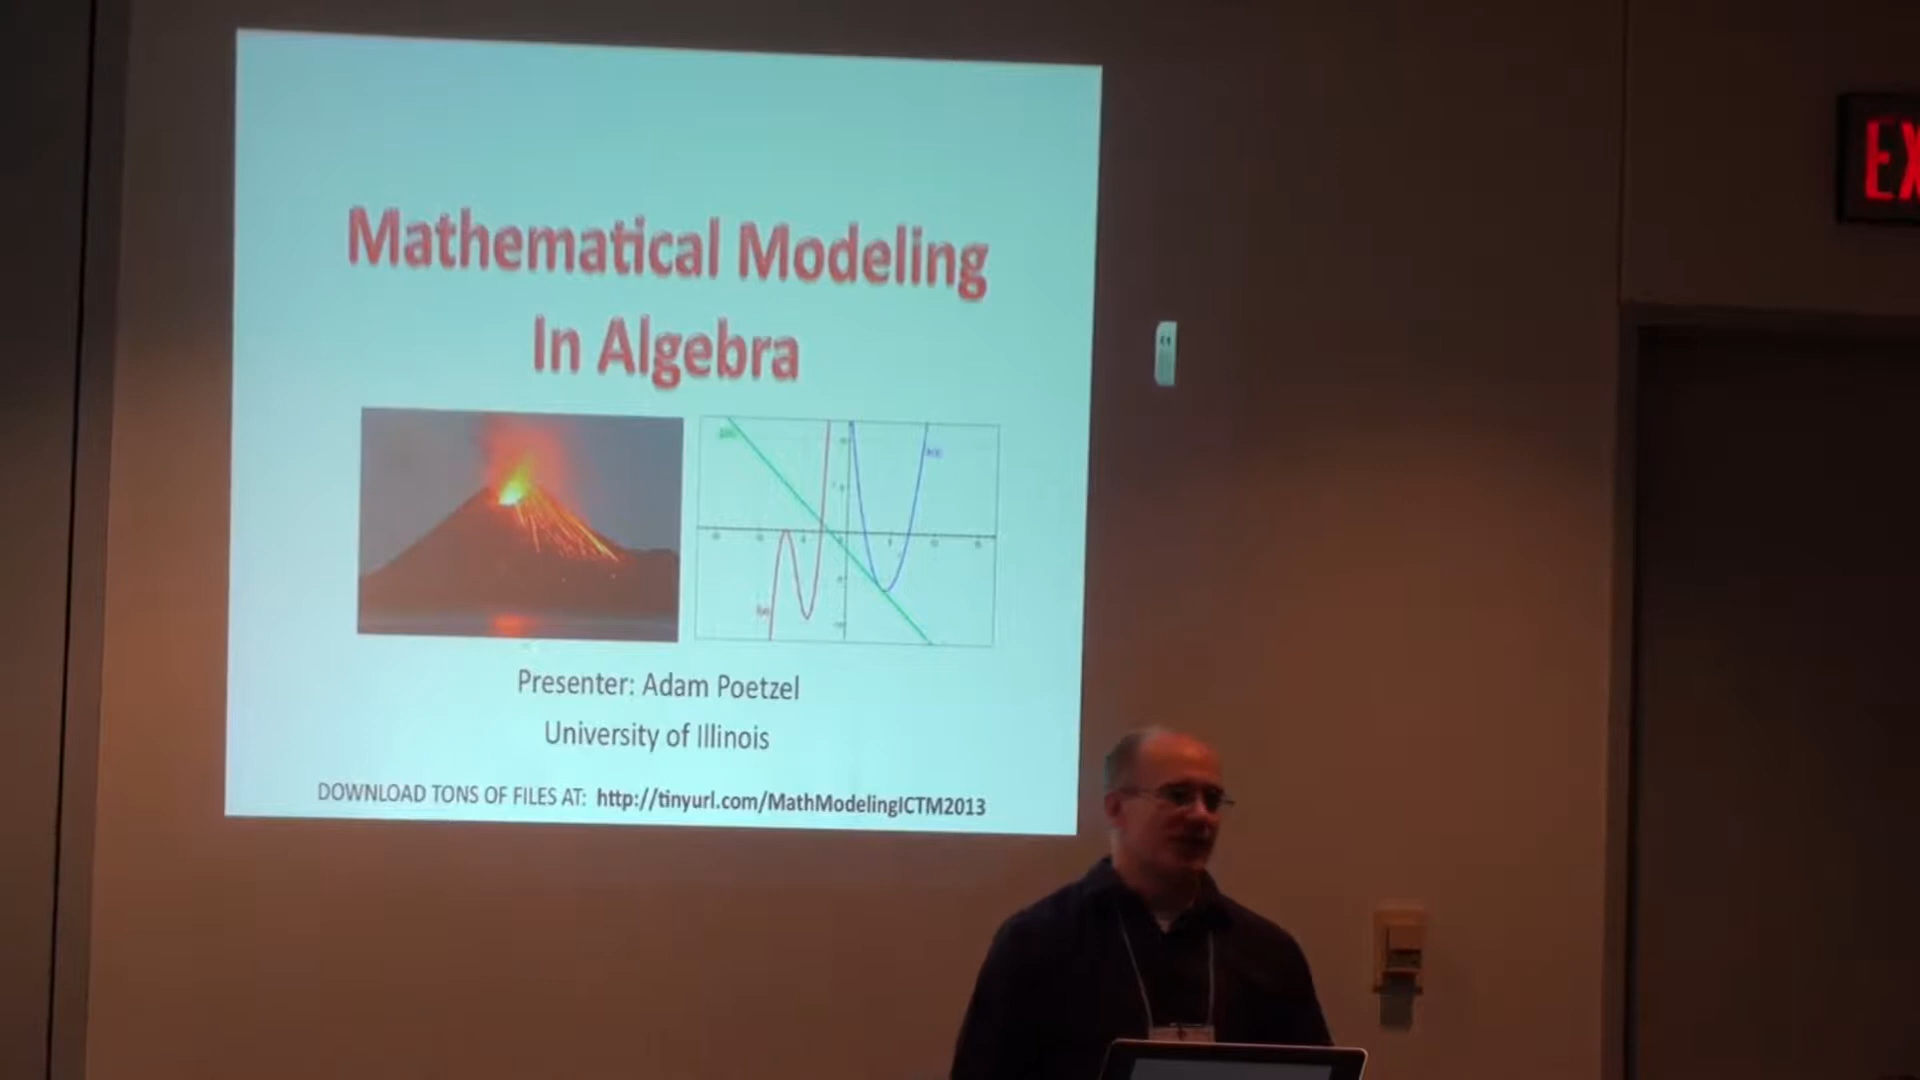 Mathematical Modeling
In Algebra
Presenter: Adam Poetzel
University of Illinois
DOWNLOAD TONS OF FILES AT: http://tinyurl.com/MathModelingICTM2013
EX